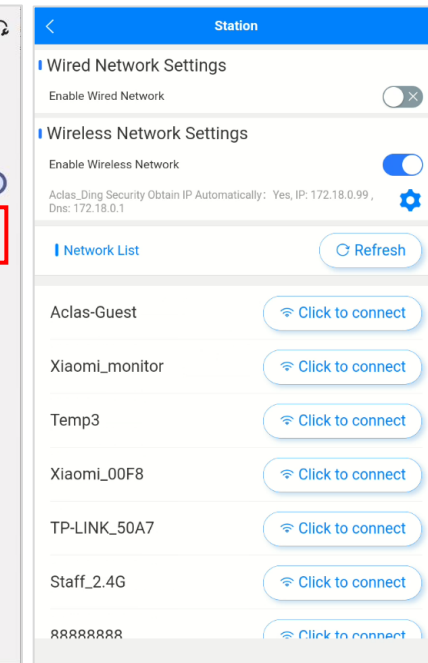 Station
Wired Network Settings
Enable Wired Network
Wireless Network Settings
Enable Wireless Network
Aclas_Ding Security Obtain IP Automatically: Yes, IP: 172.18.0.99 ,
Dns: 172.18.0.1
Network List
Refresh
Aclas-Guest
Click to connect
Xiaomi_monitor
Click to connect
Temp3
Click to connect
Xiaomi_00F8
Click to connect
TP-LINK_50A7
Click to connect
Staff_2.4G
Click to connect
88888888
Click to connect